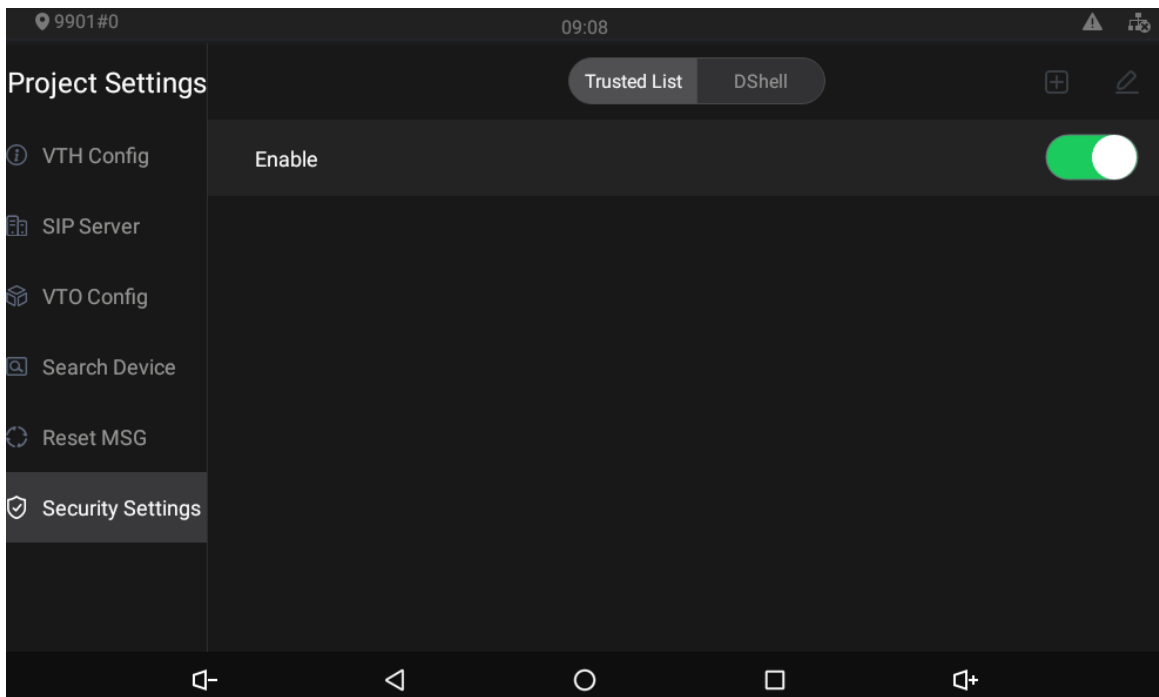 9901#0
09:08
Project Settings
Trusted List
DShell
VTH Config
Enable
SIP Server
VTO Config
Search Device
Reset MSG
Security Settings